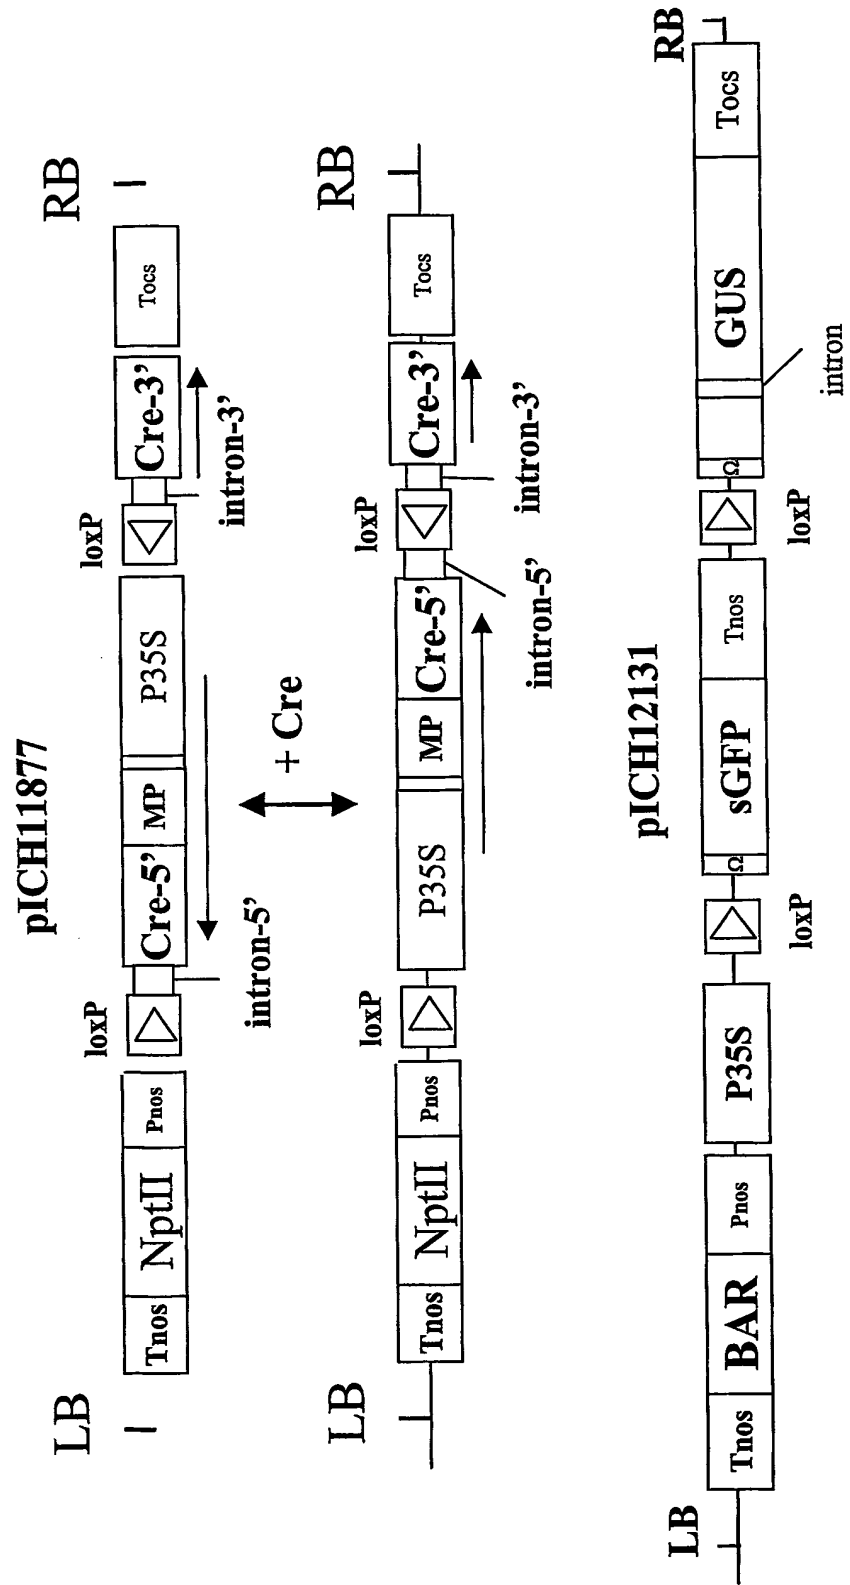 pICH11877
LB
RB
Tnos
NptII
Pnos
loxP
Cre-5'
MP
P35S
loxP
Cre-3'
Tocs
intron-5'
intron-3'
+ Cre
LB
RB
Tnos
NptII
Pnos
loxP
P35S
MP
Cre-5'
loxP
Cre-3'
Tocs
intron-5'
intron-3'
pICH12131
LB
RB
Tnos
BAR
Pnos
P35S
loxP
Ω
sGFP
Tnos
loxP
Ω
GUS
Tocs
intron